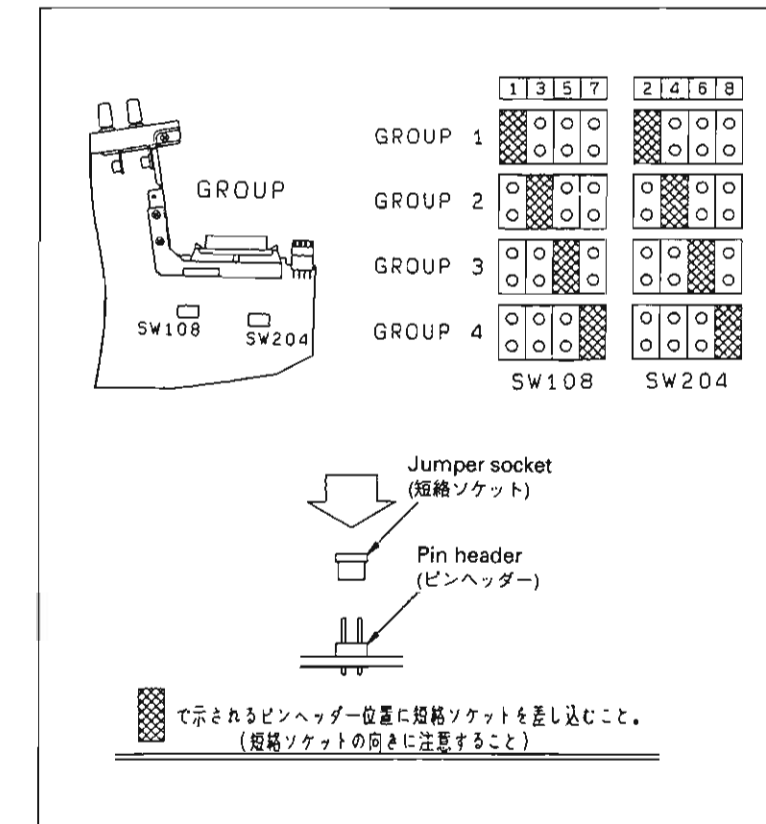 1 3 5 7 2 4 6 8
GROUP 1
GROUP 2
GROUP 3
GROUP 4
SW108 SW204
GROUP
SW108
SW204
Jumper socket
(短絡ソケット)
Pin header
(ピンヘッダー)
で示されるピンヘッダー位置に短絡ソケットを差し込むこと。
(短絡ソケットの向きに注意すること)